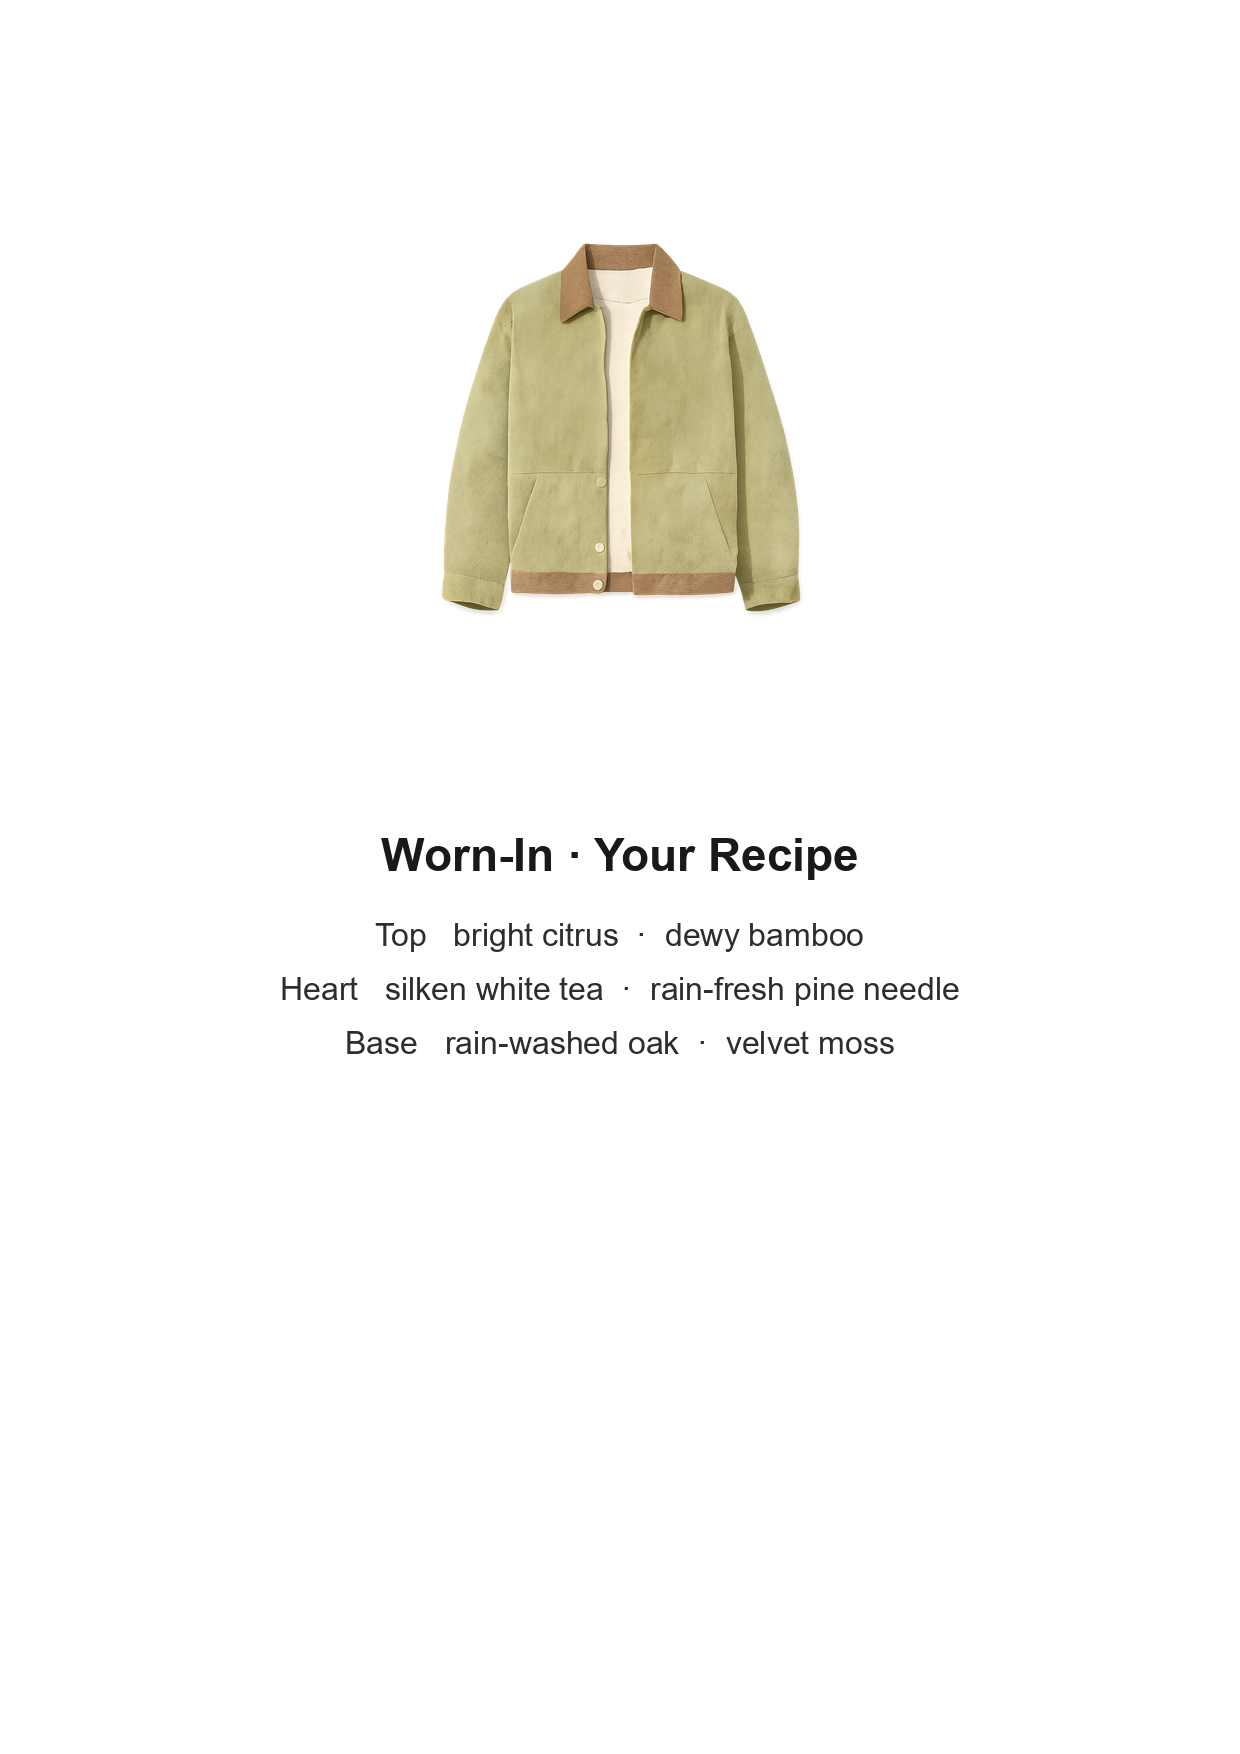 Worn-In · Your Recipe
Top bright citrus · dewy bamboo
Heart silken white tea · rain-fresh pine needle
Base rain-washed oak · velvet moss